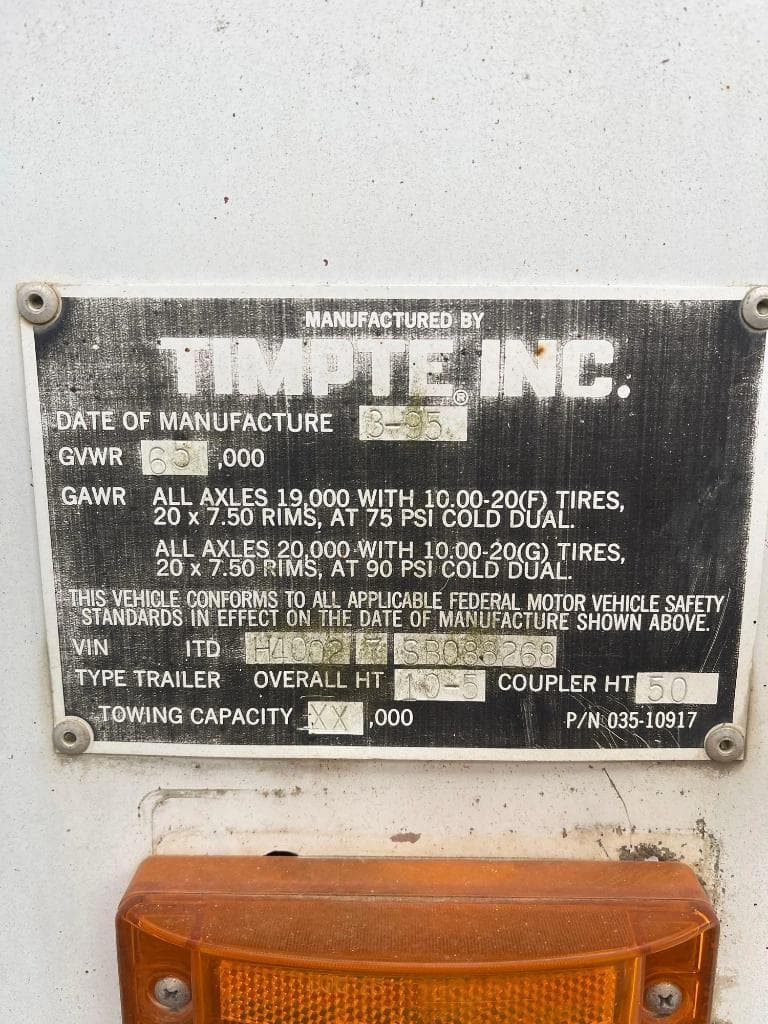 MANUFACTURED BY
TIMPTE® INC.
DATE OF MANUFACTURE 3-95
GVWR 65,000
GAWR ALL AXLES 19,000 WITH 10.00-20(F) TIRES,
20 x 7.50 RIMS, AT 75 PSI COLD DUAL.
ALL AXLES 20,000 WITH 10.00-20(G) TIRES,
20 x 7.50 RIMS, AT 90 PSI COLD DUAL.
THIS VEHICLE CONFORMS TO ALL APPLICABLE FEDERAL MOTOR VEHICLE SAFETY
STANDARDS IN EFFECT ON THE DATE OF MANUFACTURE SHOWN ABOVE.
VIN 1TD H4002 7 SB088268
TYPE TRAILER OVERALL HT 10-5 COUPLER HT 50
TOWING CAPACITY XX ,000 P/N 035-10917